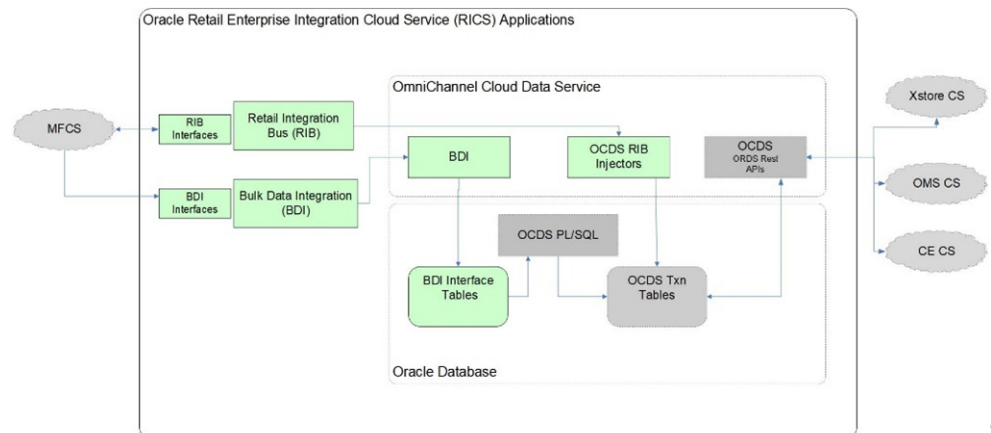 Oracle Retail Enterprise Integration Cloud Service (RICS) Applications
OmniChannel Cloud Data Service
MFCS
RIB
Interfaces
Retail Integration
Bus (RIB)
BDI
Interfaces
Bulk Data Integration
(BDI)
BDI
OCDS RIB
Injectors
OCDS
ORDS Rest
APIs
Xstore CS
OMS CS
CE CS
OCDS PL/SQL
BDI Interface
Tables
OCDS Txn
Tables
Oracle Database